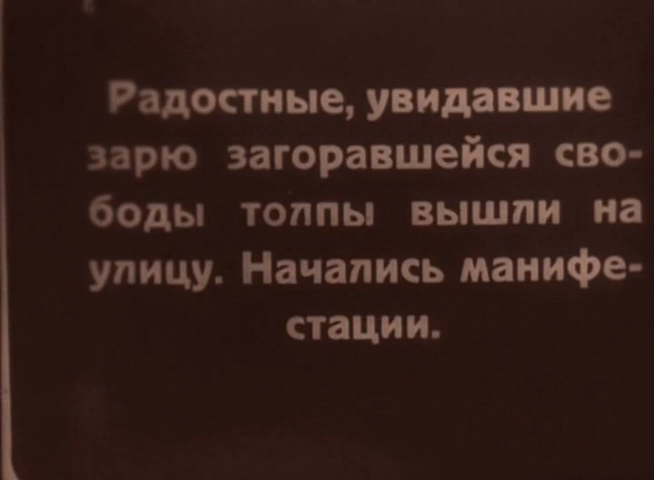 Радостные, увидавшие
зарю загоравшейся сво-
боды толпы вышли на
улицу. Начались манифе-
стации.